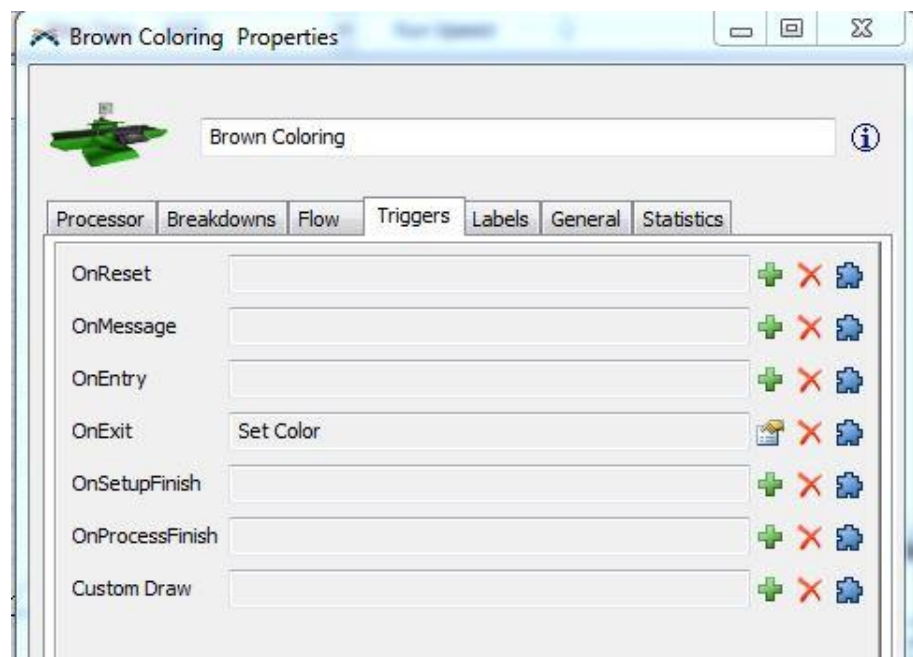 Brown Coloring Properties
Brown Coloring
Processor Breakdowns Flow Triggers Labels General Statistics
OnReset
OnMessage
OnEntry
OnExit Set Color
OnSetupFinish
OnProcessFinish
Custom Draw